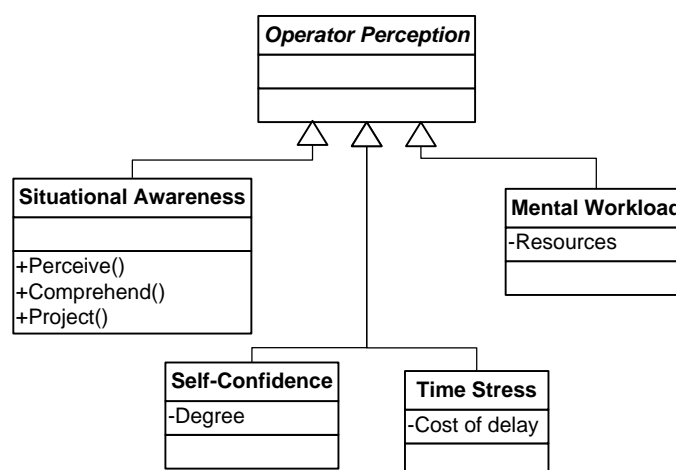 Operator Perception
Situational Awareness
+Perceive()
+Comprehend()
+Project()
Mental Workload
-Resources
Self-Confidence
-Degree
Time Stress
-Cost of delay